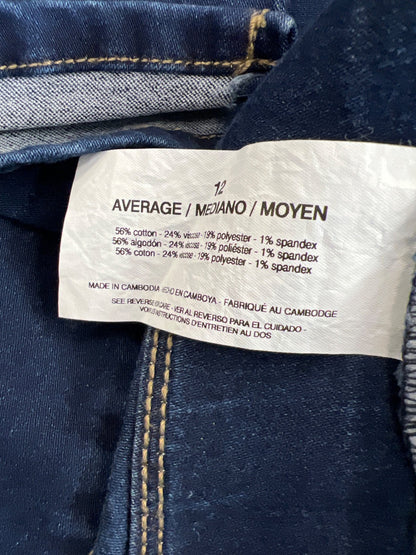 12
AVERAGE / MEDIANO / MOYEN
56% cotton - 24% viscose - 19% polyester - 1% spandex
56% algodón - 24% viscosa - 19% poliéster - 1% spandex
56% coton - 24% viscose - 19% polyester - 1% spandex
MADE IN CAMBODIA HECHO EN CAMBOYA - FABRIQUÉ AU CAMBODGE
SEE REVERSE CARE - VER AL REVERSO PARA EL CUIDADO -
VOIR INSTRUCTIONS D'ENTRETIEN AU DOS